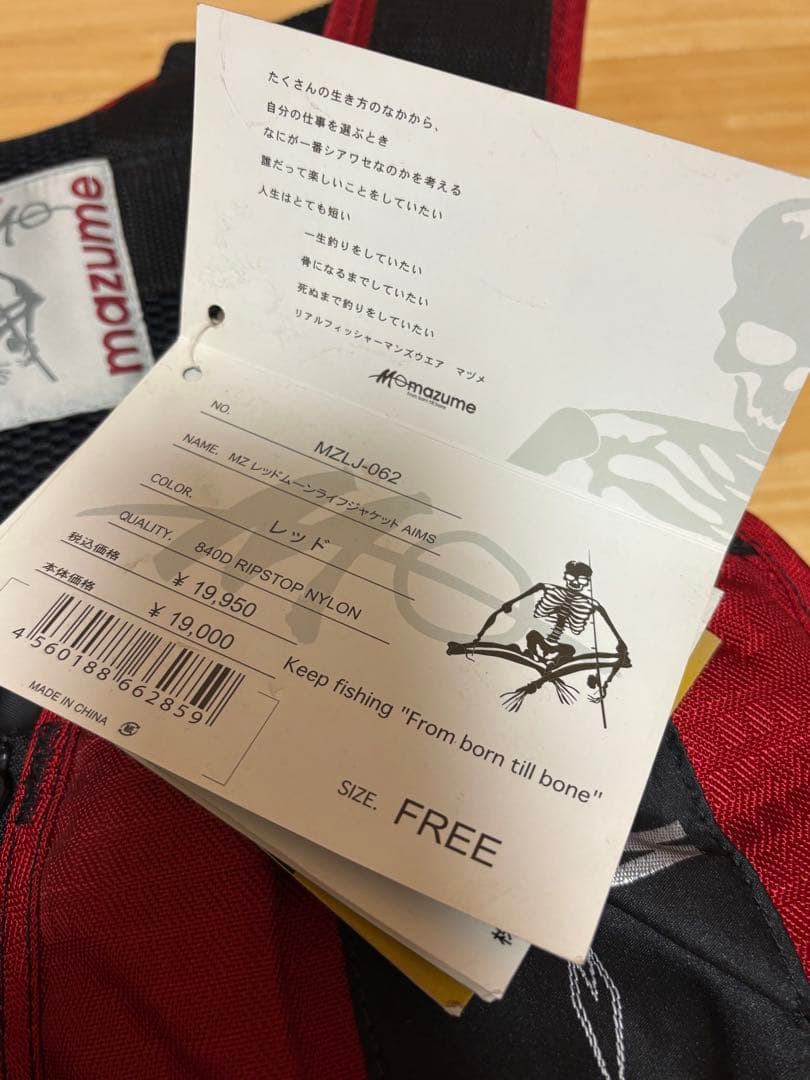 たくさんの生き方のなかから、
自分の仕事を選ぶとき
なにが一番シアワセなのかを考える
誰だって楽しいことをしていたい
人生はとても短い
一生釣りをしていたい
骨になるまでしていたい
死ぬまで釣りをしていたい
リアルフィッシャーマンズウエア マヅメ
mazume
from born till bone
mazume
NO. MZLJ-062
NAME. MZ レッドムーンライフジャケット AIMS
COLOR. レッド
QUALITY. 840D RIPSTOP NYLON
税込価格 ¥ 19,950
本体価格 ¥ 19,000
4 560188 662859
MADE IN CHINA
Keep fishing "From born till bone"
SIZE. FREE